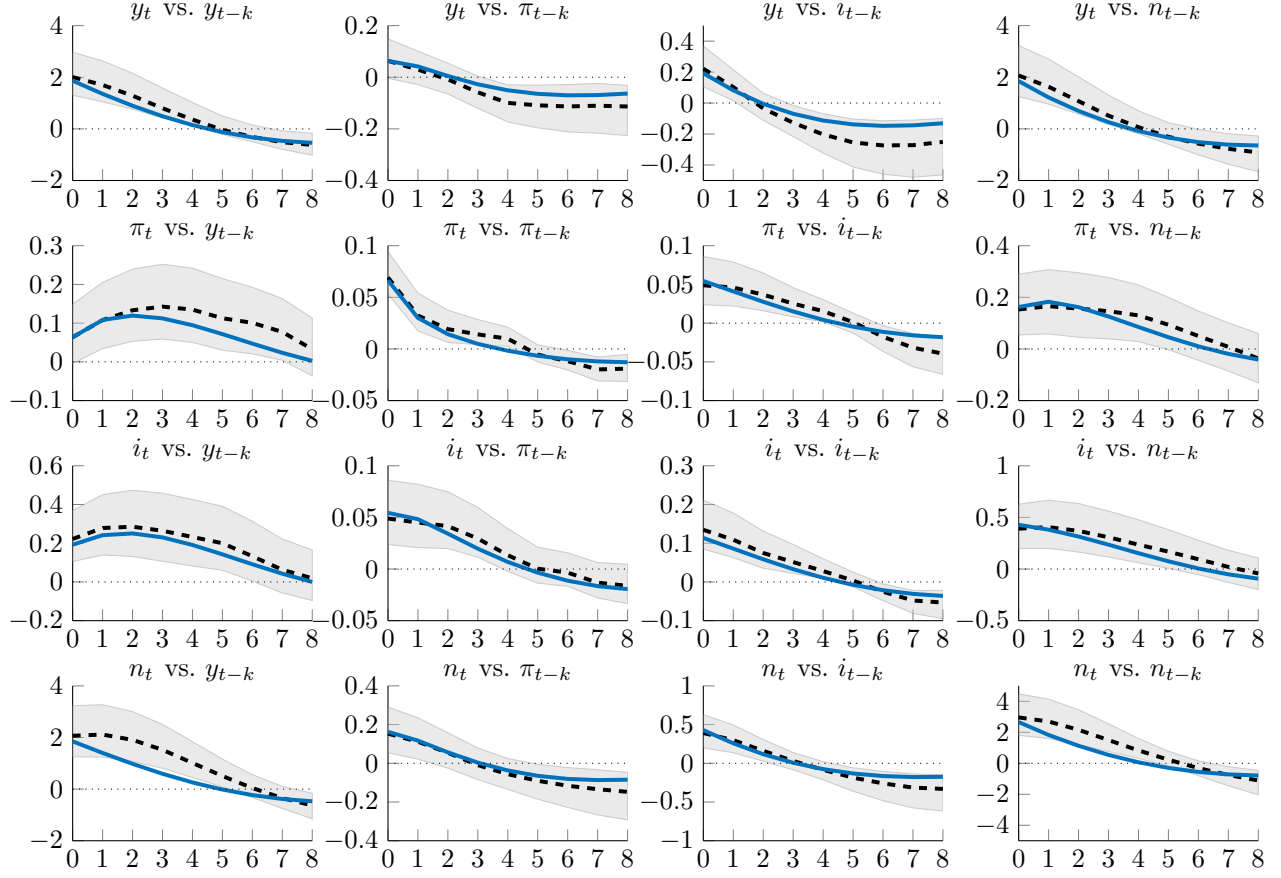 y_t vs. y_{t−k}
4
2
0
−2
0 1 2 3 4 5 6 7 8
y_t vs. π_{t−k}
0.2
0
−0.2
−0.4
0 1 2 3 4 5 6 7 8
y_t vs. i_{t−k}
0.4
0.2
0
−0.2
−0.4
0 1 2 3 4 5 6 7 8
y_t vs. n_{t−k}
4
2
0
−2
0 1 2 3 4 5 6 7 8
π_t vs. y_{t−k}
0.3
0.2
0.1
0
−0.1
0 1 2 3 4 5 6 7 8
π_t vs. π_{t−k}
0.1
0.05
0
−0.05
0 1 2 3 4 5 6 7 8
π_t vs. i_{t−k}
0.1
0.05
0
−0.05
−0.1
0 1 2 3 4 5 6 7 8
π_t vs. n_{t−k}
0.4
0.2
0
−0.2
0 1 2 3 4 5 6 7 8
i_t vs. y_{t−k}
0.6
0.4
0.2
0
−0.2
0 1 2 3 4 5 6 7 8
i_t vs. π_{t−k}
0.1
0.05
0
−0.05
0 1 2 3 4 5 6 7 8
i_t vs. i_{t−k}
0.3
0.2
0.1
0
−0.1
0 1 2 3 4 5 6 7 8
i_t vs. n_{t−k}
1
0.5
0
−0.5
0 1 2 3 4 5 6 7 8
n_t vs. y_{t−k}
4
2
0
−2
0 1 2 3 4 5 6 7 8
n_t vs. π_{t−k}
0.4
0.2
0
−0.2
−0.4
0 1 2 3 4 5 6 7 8
n_t vs. i_{t−k}
1
0.5
0
−0.5
−1
0 1 2 3 4 5 6 7 8
n_t vs. n_{t−k}
4
2
0
−2
−4
0 1 2 3 4 5 6 7 8